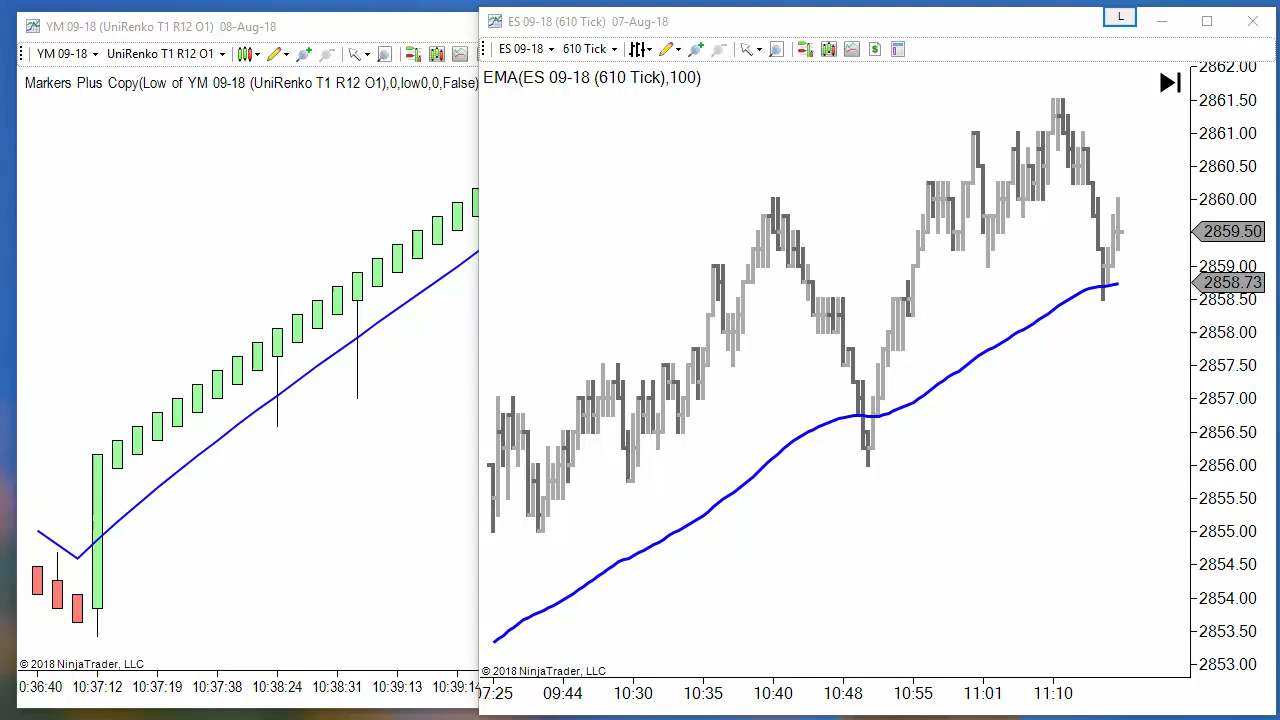 YM 09-18 (UniRenko T1 R12 O1) 08-Aug-18
YM 09-18 UniRenko T1 R12 O1
Markers Plus Copy(Low of YM 09-18 (UniRenko T1 R12 O1),0,low0,0,False)
© 2018 NinjaTrader, LLC
0:36:40 10:37:12 10:37:19 10:37:38 10:38:24 10:38:31 10:39:13 10:39:1
L
ES 09-18 (610 Tick) 07-Aug-18
ES 09-18 610 Tick
EMA(ES 09-18 (610 Tick),100)
2862.00
2861.50
2861.00
2860.50
2860.00
2859.50
2859.00
2858.73
2858.50
2858.00
2857.50
2857.00
2856.50
2856.00
2855.50
2855.00
2854.50
2854.00
2853.50
2853.00
© 2018 NinjaTrader, LLC
07:25 09:44 10:30 10:35 10:40 10:48 10:55 11:01 11:10